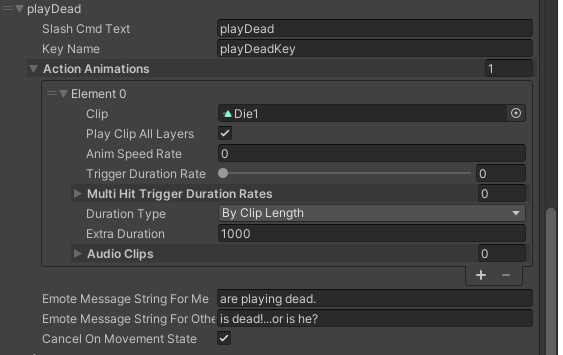 playDead
Slash Cmd Text playDead
Key Name playDeadKey
Action Animations 1
Element 0
Clip Die1
Play Clip All Layers
Anim Speed Rate 0
Trigger Duration Rate 0
Multi Hit Trigger Duration Rates 0
Duration Type By Clip Length
Extra Duration 1000
Audio Clips 0
+ −
Emote Message String For Me are playing dead.
Emote Message String For Othe is dead!...or is he?
Cancel On Movement State